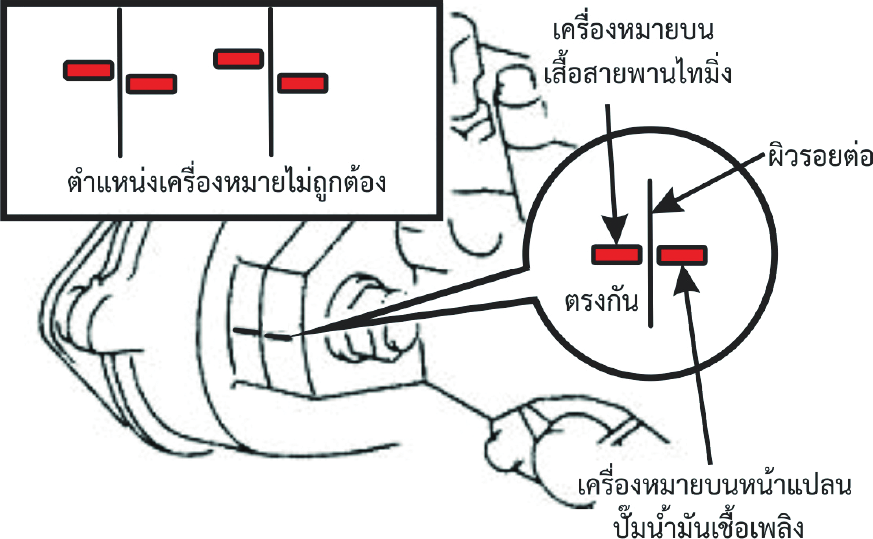 เครื่องหมายบน
เสื้อสายพานไทมิ่ง
ผิวรอยต่อ
ตำแหน่งเครื่องหมายไม่ถูกต้อง
ตรงกัน
เครื่องหมายบนหน้าแปลน
ปั๊มน้ำมันเชื้อเพลิง